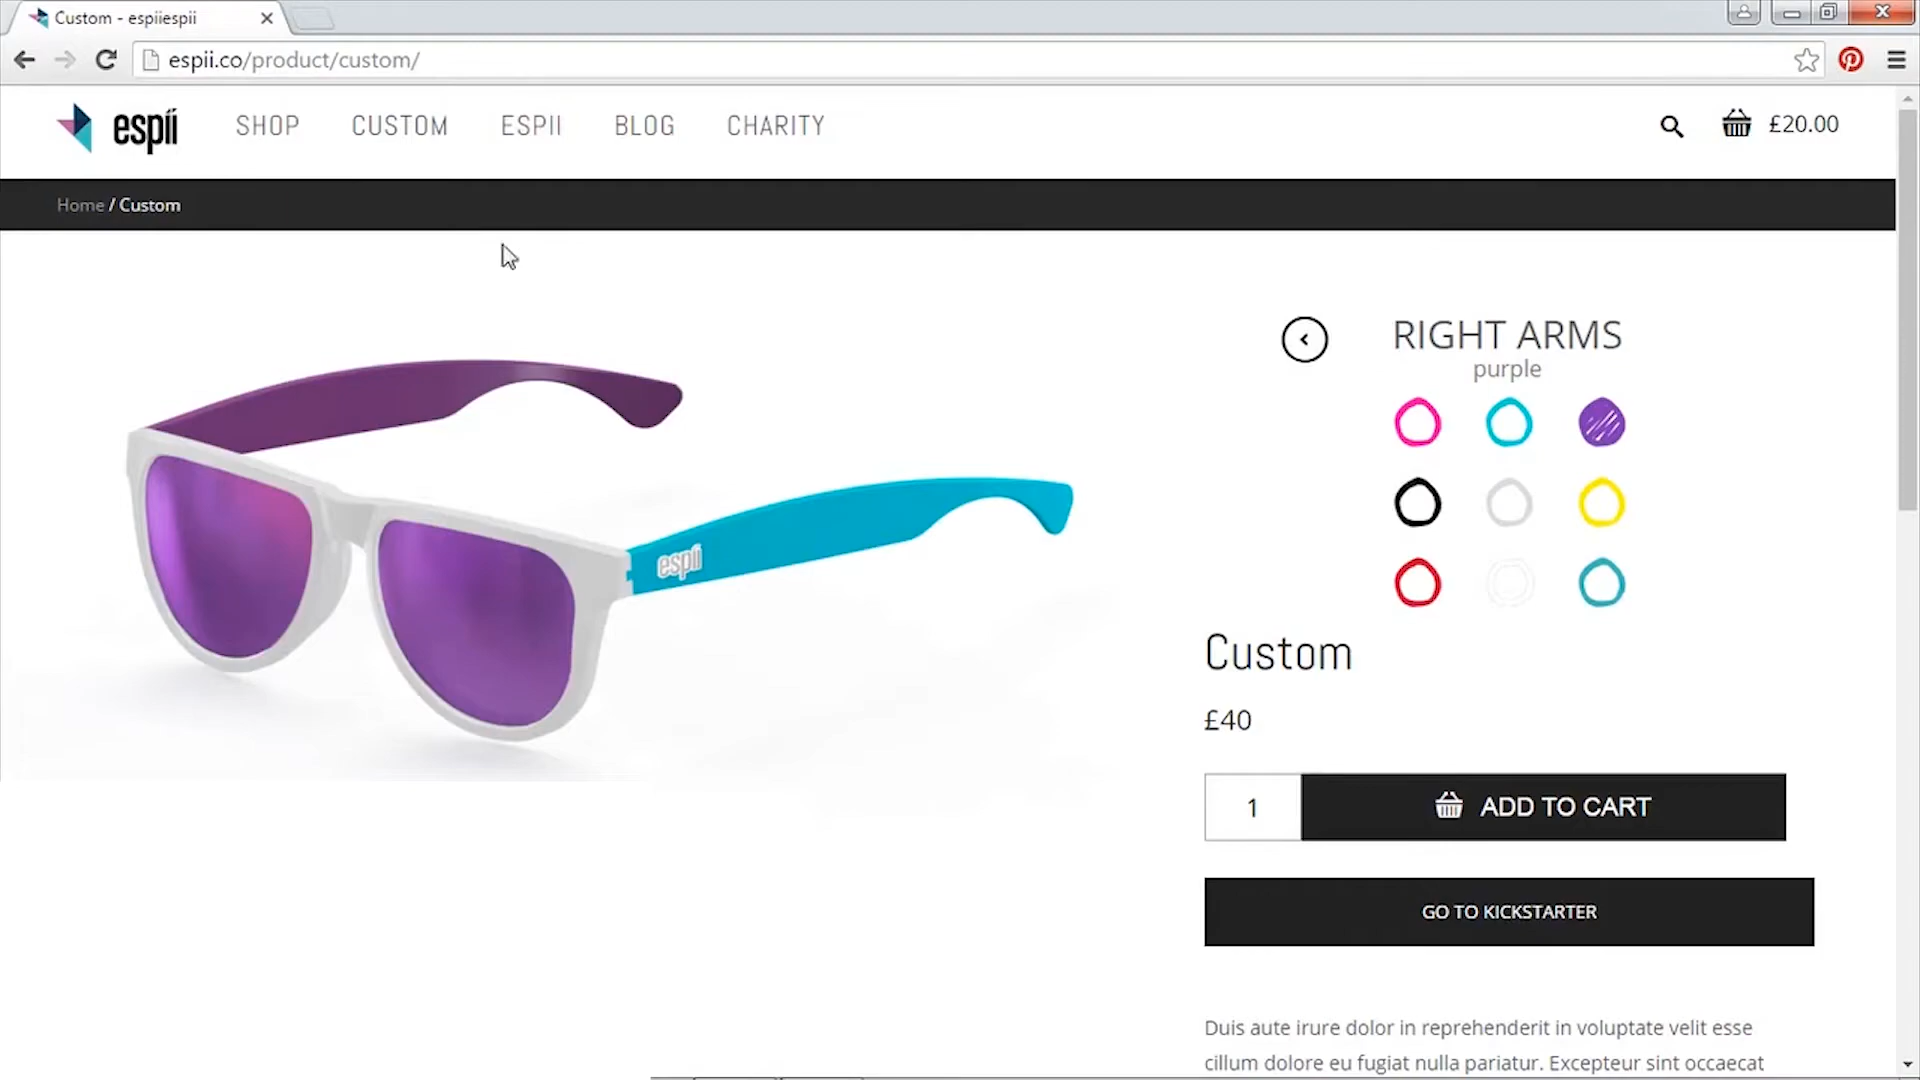 Custom - espiiespii
espii.co/product/custom/
espíí
SHOP
CUSTOM
ESPII
BLOG
CHARITY
£20.00
Home / Custom
RIGHT ARMS
purple
espíí
Custom
£40
1
ADD TO CART
GO TO KICKSTARTER
Duis aute irure dolor in reprehenderit in voluptate velit esse
cillum dolore eu fugiat nulla pariatur. Excepteur sint occaecat